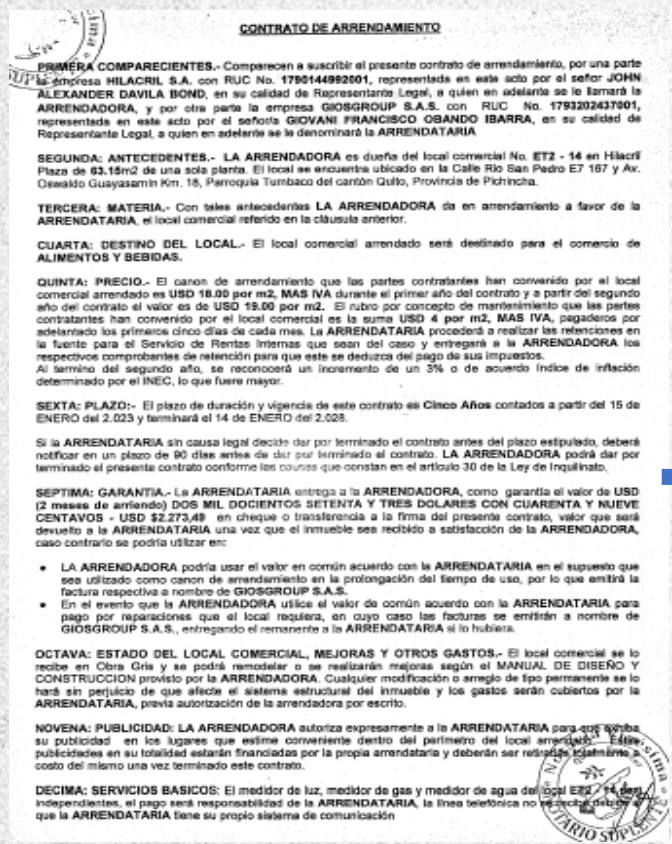 CONTRATO DE ARRENDAMIENTO
PRIMERA COMPARECIENTES.- Comparecen a suscribir el presente contrato de arrendamiento, por una parte
la empresa HILACRIL S.A. con RUC No. 1790144992001, representada en este acto por el señor JOHN
ALEXANDER DAVILA BOND, en su calidad de Representante Legal, a quien en adelante se le llamará la
ARRENDADORA, y por otra parte la empresa GIOSGROUP S.A.S. con RUC No. 1793202437001,
representada en este acto por el señor/a GIOVANI FRANCISCO OBANDO IBARRA, en su calidad de
Representante Legal, a quien en adelante se le denominará la ARRENDATARIA
SEGUNDA: ANTECEDENTES.- LA ARRENDADORA es dueña del local comercial No. ET2 - 14 en Hilacril
Plaza de 63.15m2 de una sola planta. El local se encuentra ubicado en la Calle Río San Pedro E7 167 y Av.
Oswaldo Guayasamín Km. 18, Parroquia Tumbaco del cantón Quito, Provincia de Pichincha.
TERCERA: MATERIA.- Con tales antecedentes LA ARRENDADORA da en arrendamiento a favor de la
ARRENDATARIA, el local comercial referido en la cláusula anterior.
CUARTA: DESTINO DEL LOCAL.- El local comercial arrendado será destinado para el comercio de
ALIMENTOS Y BEBIDAS.
QUINTA: PRECIO.- El canon de arrendamiento que las partes contratantes han convenido por el local
comercial arrendado es USD 18.00 por m2, MAS IVA durante el primer año del contrato y a partir del segundo
año del contrato el valor es de USD 19.00 por m2. El rubro por concepto de mantenimiento que las partes
contratantes han convenido por el local comercial es la suma USD 4 por m2, MAS IVA, pagaderos por
adelantado los primeros cinco días de cada mes. La ARRENDATARIA procederá a realizar las retenciones en
la fuente para el Servicio de Rentas Internas que sean del caso y entregará a la ARRENDADORA los
respectivos comprobantes de retención para que este se deduzca del pago de sus impuestos.
Al termino del segundo año, se reconocerá un incremento de un 3% o de acuerdo índice de inflación
determinado por el INEC, lo que fuere mayor.
SEXTA: PLAZO:- El plazo de duración y vigencia de este contrato es Cinco Años contados a partir del 15 de
ENERO del 2.023 y terminará el 14 de ENERO del 2.028.
Si la ARRENDATARIA sin causa legal decide dar por terminado el contrato antes del plazo estipulado, deberá
notificar en un plazo de 90 días antes de dar por terminado el contrato. LA ARRENDADORA podrá dar por
terminado el presente contrato conforme las causas que constan en el artículo 30 de la Ley de Inquilinato.
SEPTIMA: GARANTIA.- La ARRENDATARIA entrega a la ARRENDADORA, como garantía el valor de USD
(2 meses de arriendo) DOS MIL DOCIENTOS SETENTA Y TRES DOLARES CON CUARENTA Y NUEVE
CENTAVOS - USD $2.273,49 en cheque o transferencia a la firma del presente contrato, valor que será
devuelto a la ARRENDATARIA una vez que el inmueble sea recibido a satisfacción de la ARRENDADORA,
caso contrario se podría utilizar en:
• LA ARRENDADORA podría usar el valor en común acuerdo con la ARRENDATARIA en el supuesto que
sea utilizado como canon de arrendamiento en la prolongación del tiempo de uso, por lo que emitirá la
factura respectiva a nombre de GIOSGROUP S.A.S.
• En el evento que la ARRENDADORA utilice el valor de común acuerdo con la ARRENDATARIA para
pago por reparaciones que el local requiera, en cuyo caso las facturas se emitirán a nombre de
GIOSGROUP S.A.S., entregando el remanente a la ARRENDATARIA si lo hubiera.
OCTAVA: ESTADO DEL LOCAL COMERCIAL, MEJORAS Y OTROS GASTOS.- El local comercial se lo
recibe en Obra Gris y se podrá remodelar o se realizarán mejoras según el MANUAL DE DISEÑO Y
CONSTRUCCION provisto por la ARRENDADORA. Cualquier modificación o arreglo de tipo permanente se lo
hará sin perjuicio de que afecte el sistema estructural del inmueble y los gastos serán cubiertos por la
ARRENDATARIA, previa autorización de la arrendadora por escrito.
NOVENA: PUBLICIDAD: LA ARRENDADORA autoriza expresamente a la ARRENDATARIA para que exhiba
su publicidad en los lugares que estime conveniente dentro del perímetro del local
publicidades en su totalidad estarán financiadas por la propia arrendataria y deberán ser
costo del mismo una vez terminado este contrato.
DECIMA: SERVICIOS BASICOS: El medidor de luz, medidor de gas y medidor de agua del local ET2 - 14
independientes, el pago será responsabilidad de la ARRENDATARIA, la línea telefónica no
que la ARRENDATARIA tiene su propio sistema de comunicación
NOTARIO SUPLENTE